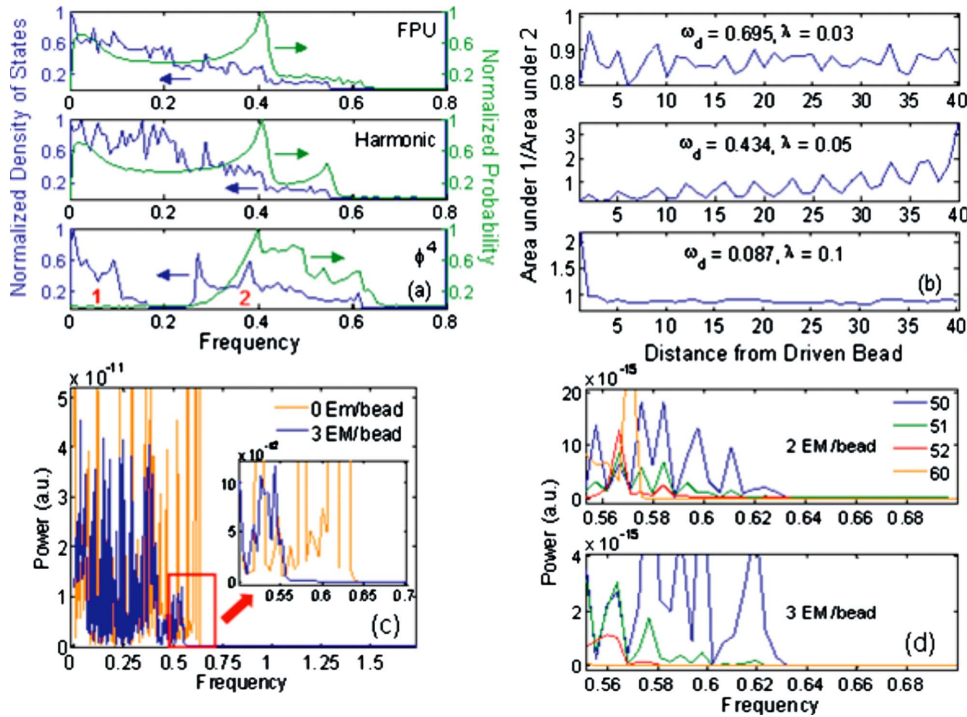 Normalized Density of States
Normalized Probability
1
0.6
0.2
FPU
1
0.6
0.2
0 0.2 0.4 0.6 0.8
1
0.6
0.2
Harmonic
1
0.6
0.2
0 0.2 0.4 0.6 0.8
1
0.6
0.2
ϕ⁴
1
2
(a)
1
0.6
0.2
0 0.2 0.4 0.6 0.8
Frequency
Area under 1/Area under 2
1
0.9
0.8
ω_d = 0.695, λ = 0.03
5 10 15 20 25 30 35 40
3
2
1
ω_d = 0.434, λ = 0.05
5 10 15 20 25 30 35 40
2
1
ω_d = 0.087, λ = 0.1
(b)
5 10 15 20 25 30 35 40
Distance from Driven Bead
x 10⁻¹¹
5
4
3
2
1
0
Power (a.u.)
0 Em/bead
3 EM/bead
10
5
0
0.55 0.6 0.65 0.7
(c)
0 0.25 0.5 0.75 1 1.25 1.5
Frequency
x 10⁻¹⁵
20
10
0
Power (a.u.)
2 EM/bead
50
51
52
60
0.56 0.58 0.6 0.62 0.64 0.66 0.68
x 10⁻¹⁵
4
2
0
3 EM/bead
(d)
0.56 0.58 0.6 0.62 0.64 0.66 0.68
Frequency